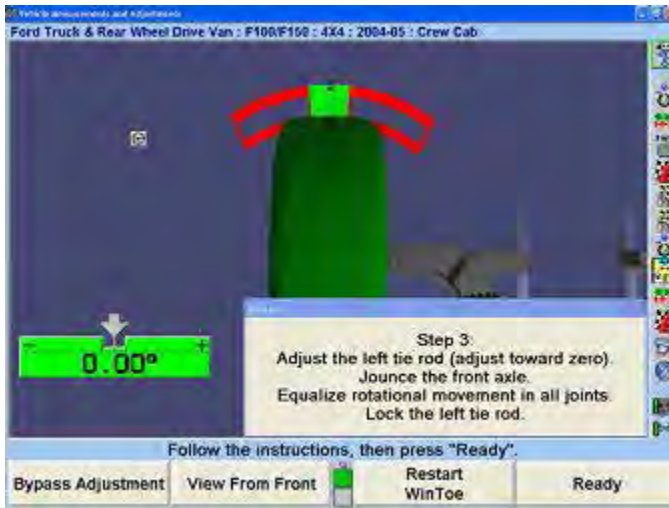 Vehicle Measurements and Adjustments
Ford Truck & Rear Wheel Drive Van : F100/F150 : 4X4 : 2004-05 : Crew Cab
- +
0.00°
Step 3:
Adjust the left tie rod (adjust toward zero).
Jounce the front axle.
Equalize rotational movement in all joints.
Lock the left tie rod.
Follow the instructions, then press "Ready".
Bypass Adjustment
View From Front
Restart
WinToe
Ready